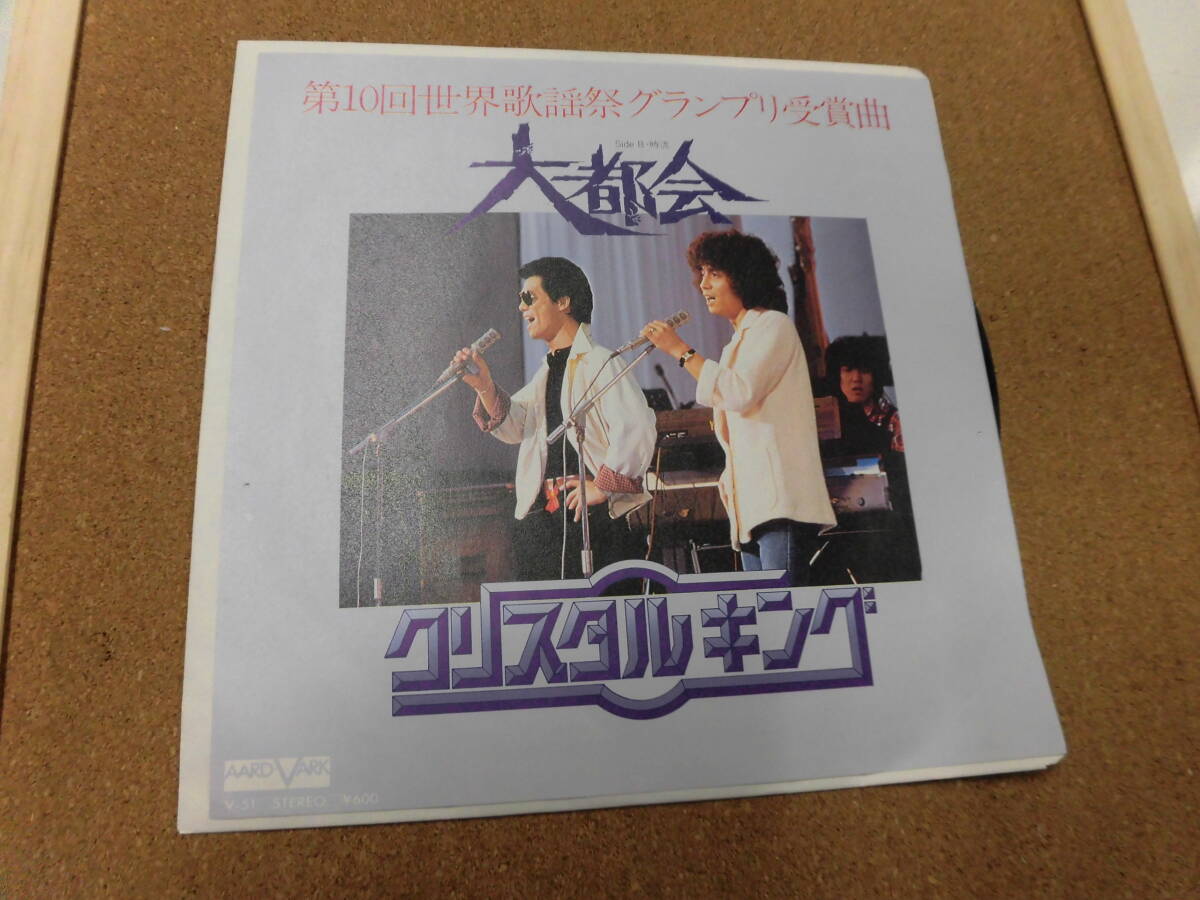 第10回世界歌謡祭グランプリ受賞曲
Side B・時流
大都会
クリスタルキング
AARD VARK
V-51 STEREO ¥600